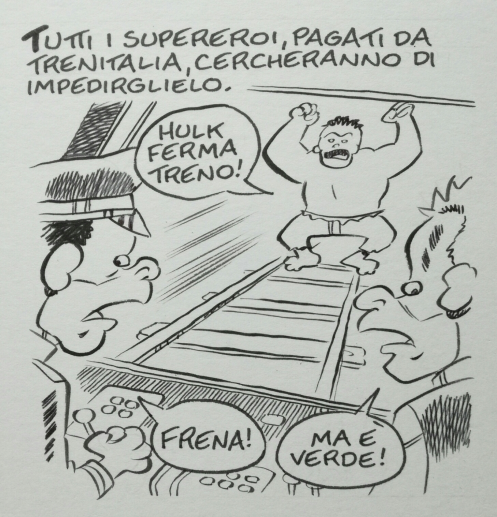 TUTTI I SUPEREROI, PAGATI DA
TRENITALIA, CERCHERANNO DI
IMPEDIRGLIELO.
HULK
FERMA
TRENO!
FRENA!
MA E
VERDE!